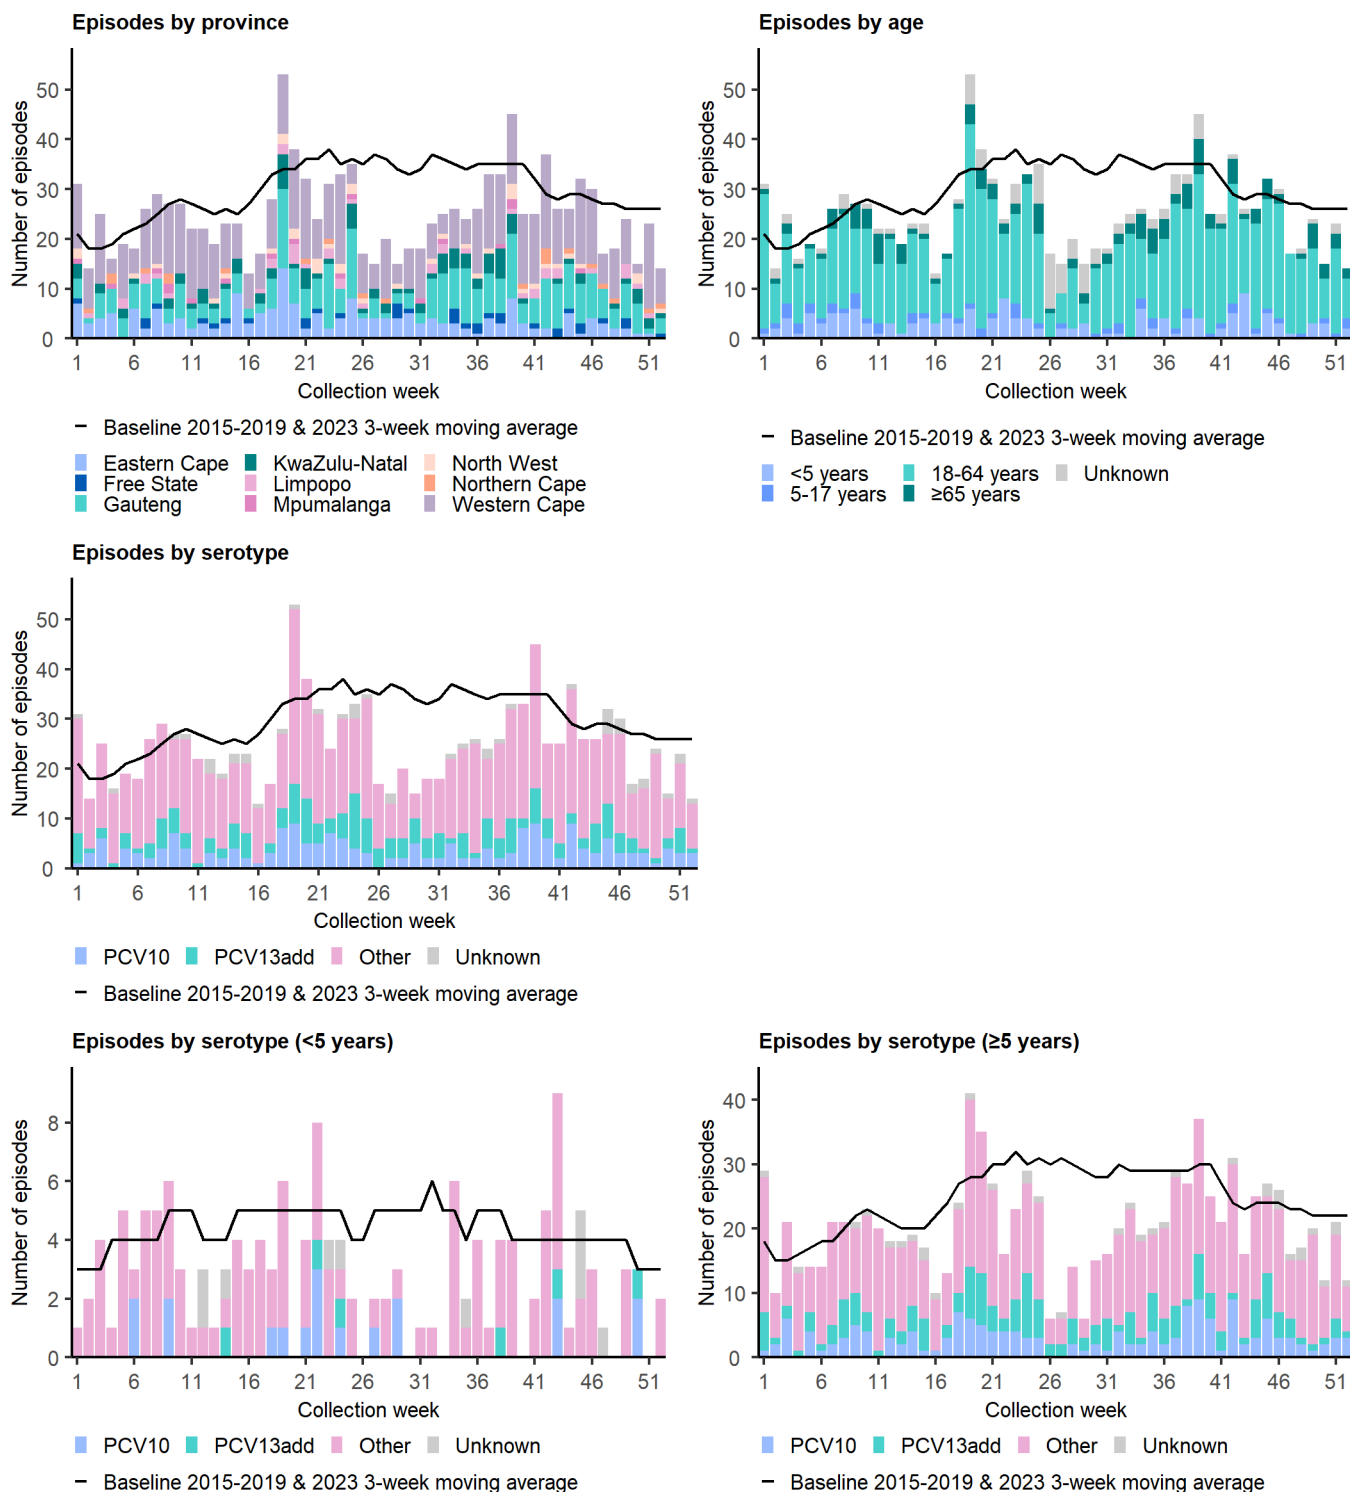 Episodes by province
Number of episodes
50
40
30
20
10
0
1 6 11 16 21 26 31 36 41 46 51
Collection week
Baseline 2015-2019 & 2023 3-week moving average
Eastern Cape KwaZulu-Natal North West
Free State Limpopo Northern Cape
Gauteng Mpumalanga Western Cape
Episodes by age
Number of episodes
50
40
30
20
10
0
1 6 11 16 21 26 31 36 41 46 51
Collection week
Baseline 2015-2019 & 2023 3-week moving average
<5 years 18-64 years Unknown
5-17 years ≥65 years
Episodes by serotype
Number of episodes
50
40
30
20
10
0
1 6 11 16 21 26 31 36 41 46 51
Collection week
PCV10 PCV13add Other Unknown
Baseline 2015-2019 & 2023 3-week moving average
Episodes by serotype (<5 years)
Number of episodes
8
6
4
2
0
1 6 11 16 21 26 31 36 41 46 51
Collection week
PCV10 PCV13add Other Unknown
Baseline 2015-2019 & 2023 3-week moving average
Episodes by serotype (≥5 years)
Number of episodes
40
30
20
10
0
1 6 11 16 21 26 31 36 41 46 51
Collection week
PCV10 PCV13add Other Unknown
Baseline 2015-2019 & 2023 3-week moving average